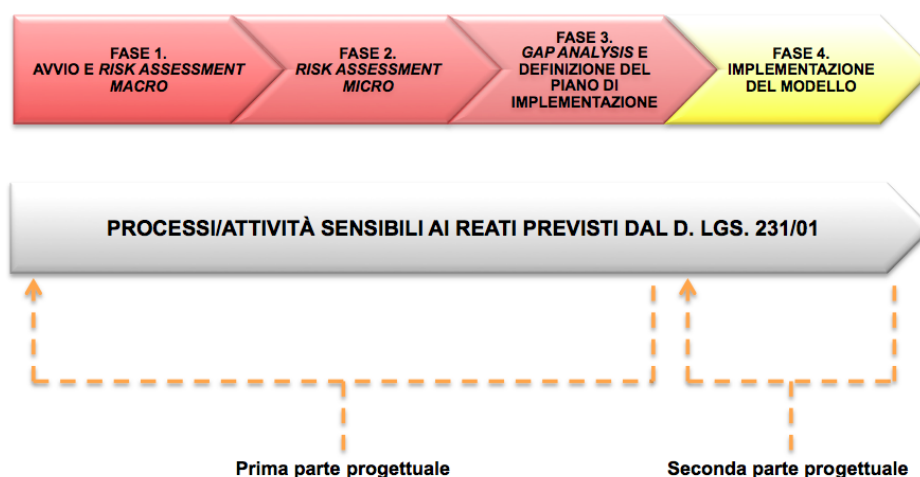 FASE 1.
AVVIO E RISK ASSESSMENT
MACRO
FASE 2.
RISK ASSESSMENT
MICRO
FASE 3.
GAP ANALYSIS E
DEFINIZIONE DEL
PIANO DI
IMPLEMENTAZIONE
FASE 4.
IMPLEMENTAZIONE
DEL MODELLO
PROCESSI/ATTIVITÀ SENSIBILI AI REATI PREVISTI DAL D. LGS. 231/01
Prima parte progettuale
Seconda parte progettuale